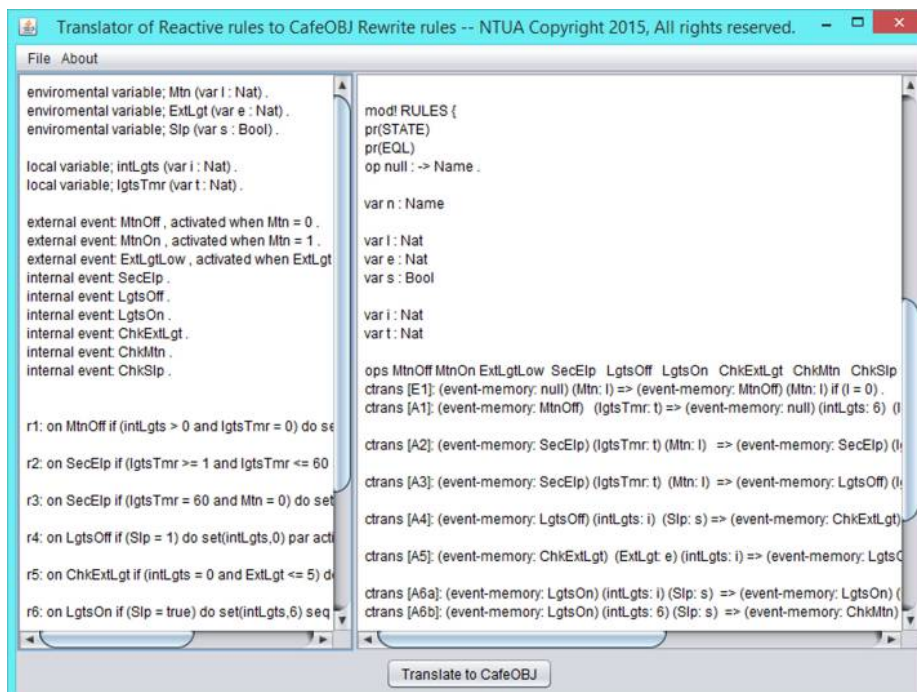 Translator of Reactive rules to CafeOBJ Rewrite rules -- NTUA Copyright 2015, All rights reserved.
File About
enviromental variable; Mtn (var l : Nat) .
enviromental variable; ExtLgt (var e : Nat) .
enviromental variable; Slp (var s : Bool) .
local variable; intLgts (var i : Nat) .
local variable; lgtsTmr (var t : Nat) .
external event: MtnOff , activated when Mtn = 0 .
external event: MtnOn , activated when Mtn = 1 .
external event: ExtLgtLow , activated when ExtLgt
internal event: SecElp .
internal event: LgtsOff .
internal event: LgtsOn .
internal event: ChkExtLgt .
internal event: ChkMtn .
internal event: ChkSlp .
r1: on MtnOff if (intLgts > 0 and lgtsTmr = 0) do se
r2: on SecElp if (lgtsTmr >= 1 and lgtsTmr <= 60
r3: on SecElp if (lgtsTmr = 60 and Mtn = 0) do set
r4: on LgtsOff if (Slp = 1) do set(intLgts,0) par acti
r5: on ChkExtLgt if (intLgts = 0 and ExtLgt <= 5) d
r6: on LgtsOn if (Slp = true) do set(intLgts,6) seq
mod! RULES {
pr(STATE)
pr(EQL)
op null : -> Name .
var n : Name
var l : Nat
var e : Nat
var s : Bool
var i : Nat
var t : Nat
ops MtnOff MtnOn ExtLgtLow SecElp LgtsOff LgtsOn ChkExtLgt ChkMtn ChkSlp
ctrans [E1]: (event-memory: null) (Mtn: l) => (event-memory: MtnOff) (Mtn: l) if (l = 0) .
ctrans [A1]: (event-memory: MtnOff) (lgtsTmr: t) => (event-memory: null) (intLgts: 6) (l
ctrans [A2]: (event-memory: SecElp) (lgtsTmr: t) (Mtn: l) => (event-memory: SecElp) (l
ctrans [A3]: (event-memory: SecElp) (lgtsTmr: t) (Mtn: l) => (event-memory: LgtsOff) (l
ctrans [A4]: (event-memory: LgtsOff) (intLgts: i) (Slp: s) => (event-memory: ChkExtLgt)
ctrans [A5]: (event-memory: ChkExtLgt) (ExtLgt: e) (intLgts: i) => (event-memory: Lgts
ctrans [A6a]: (event-memory: LgtsOn) (intLgts: i) (Slp: s) => (event-memory: LgtsOn) (
ctrans [A6b]: (event-memory: LgtsOn) (intLgts: 6) (Slp: s) => (event-memory: ChkMtn)
Translate to CafeOBJ